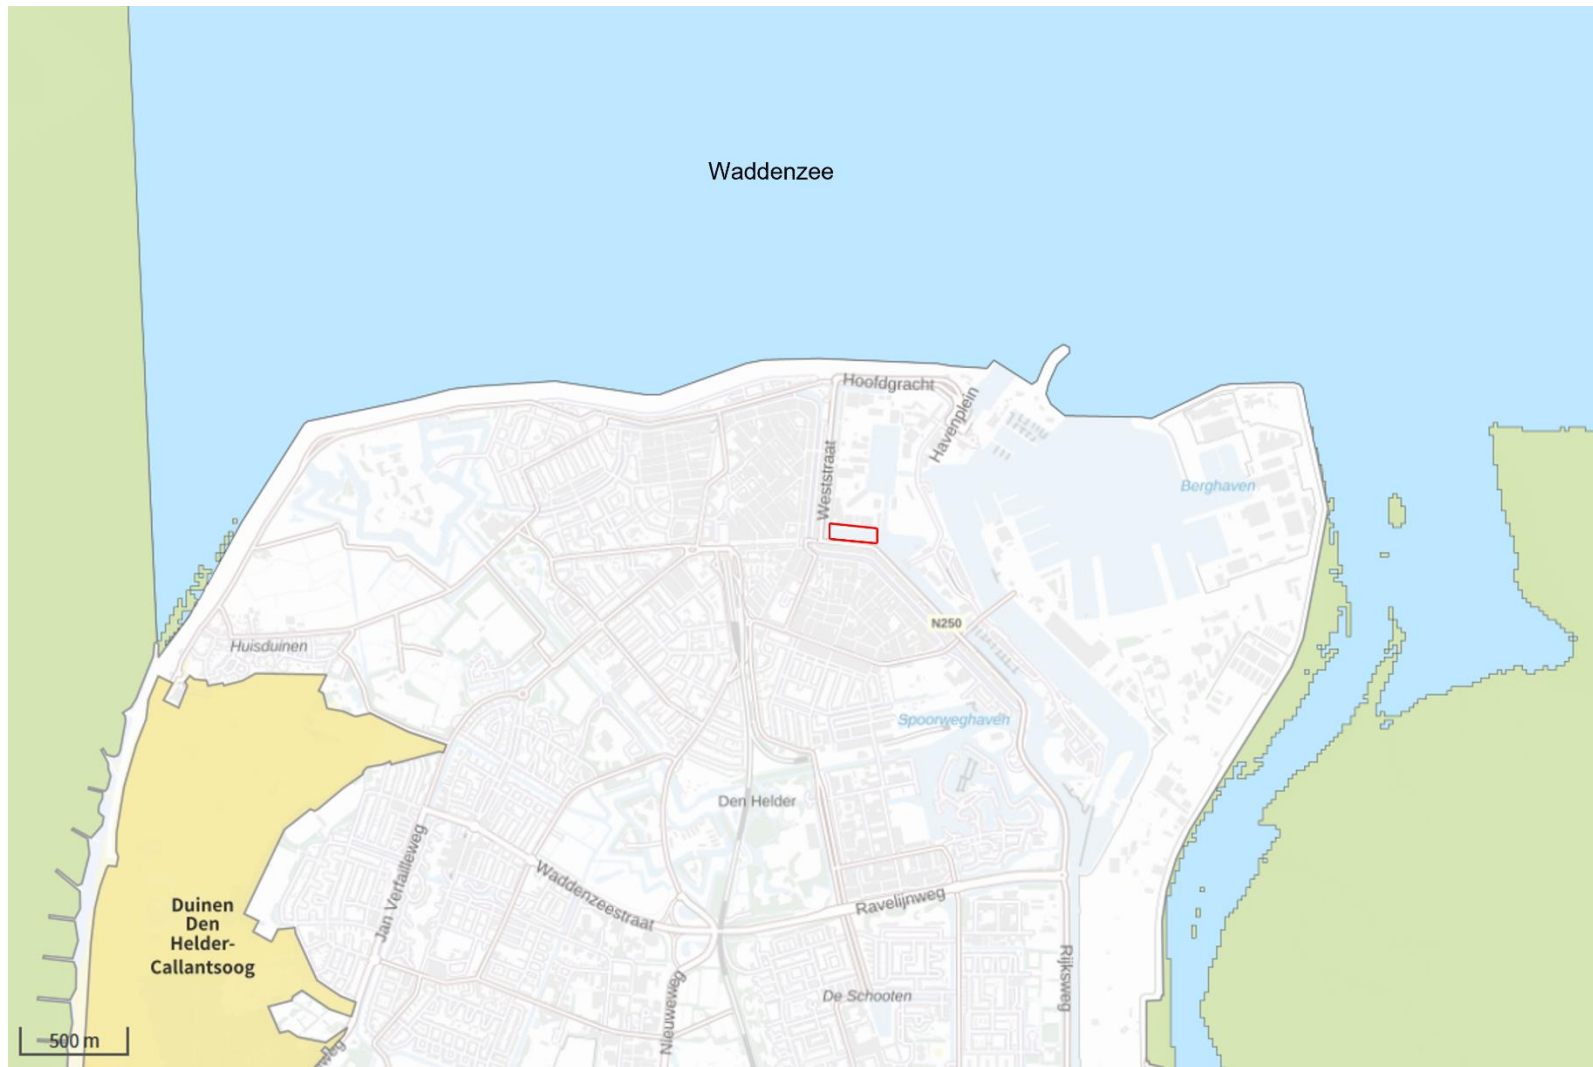 Waddenzee
Hoofdgracht
Havenplein
Weststraat
Berghaven
N250
Huisduinen
Spoorweghaven
Den Helder
Jan Verfailleweg
Waddenzeestraat
Ravelijnweg
Duinen
Den
Helder-
Callantsoog
Rijksweg
Nieuweweg
De Schooten
500 m
weg